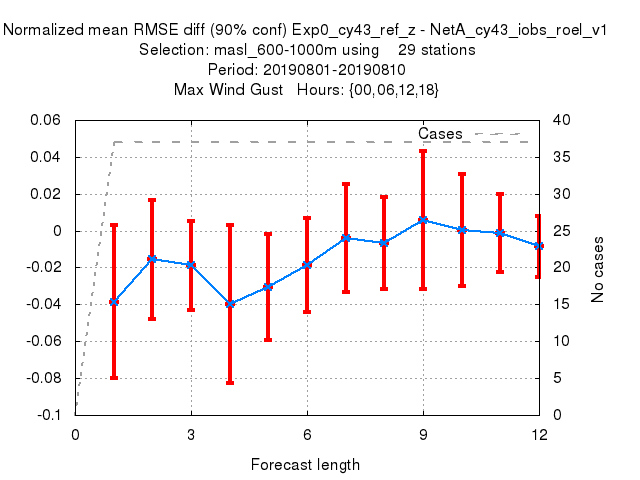 Normalized mean RMSE diff (90% conf) Exp0_cy43_ref_z - NetA_cy43_iobs_roel_v1
Selection: masl_600-1000m using    29 stations
Period: 20190801-20190810
Max Wind Gust   Hours: {00,06,12,18}
Cases
0.06
0.04
0.02
0
-0.02
-0.04
-0.06
-0.08
-0.1
40
35
30
25
20
15
10
5
0
No cases
0 3 6 9 12
Forecast length